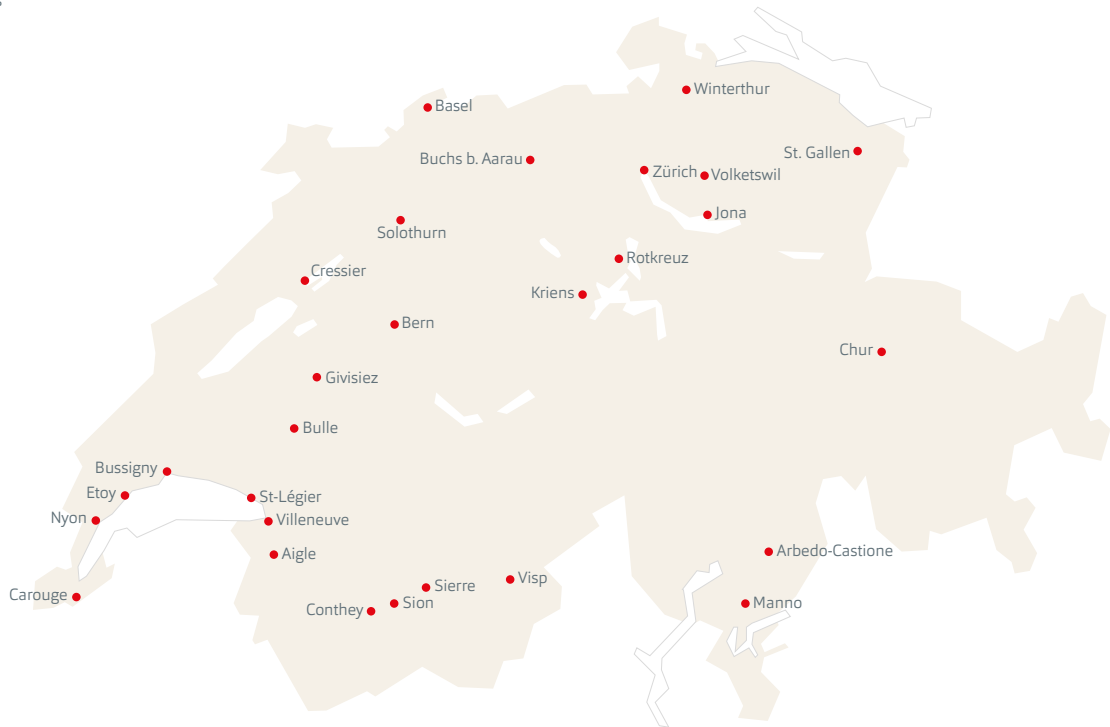 Winterthur
Basel
Buchs b. Aarau
St. Gallen
Zürich
Volketswil
Jona
Solothurn
Rotkreuz
Cressier
Kriens
Bern
Chur
Givisiez
Bulle
Bussigny
Etoy
St-Légier
Nyon
Villeneuve
Aigle
Arbedo-Castione
Visp
Sierre
Carouge
Sion
Manno
Conthey